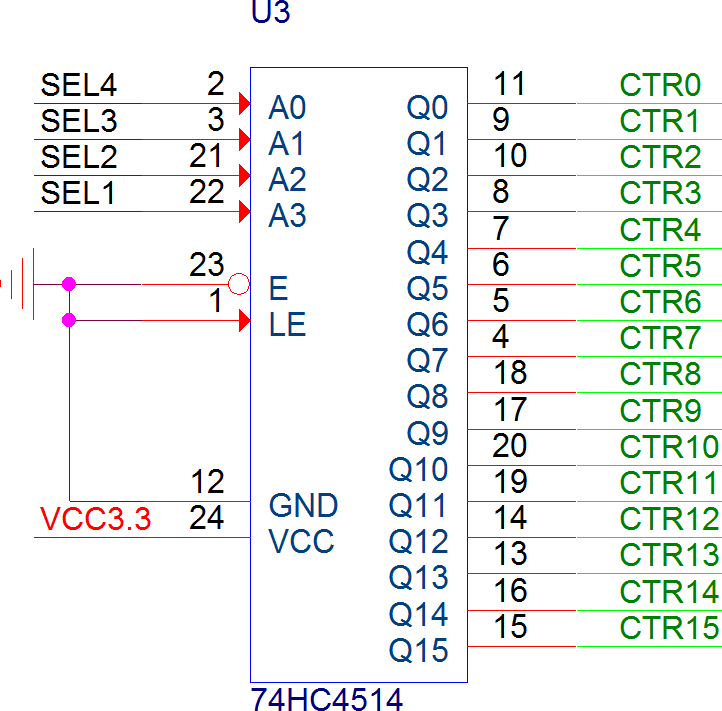 U3
SEL4 2 A0 Q0 11 CTR0
SEL3 3 A1 Q1 9 CTR1
SEL2 21 A2 Q2 10 CTR2
SEL1 22 A3 Q3 8 CTR3
Q4 7 CTR4
23 E Q5 6 CTR5
1 LE Q6 5 CTR6
Q7 4 CTR7
Q8 18 CTR8
Q9 17 CTR9
Q10 20 CTR10
12 GND Q11 19 CTR11
VCC3.3 24 VCC Q12 14 CTR12
Q13 13 CTR13
Q14 16 CTR14
Q15 15 CTR15
74HC4514